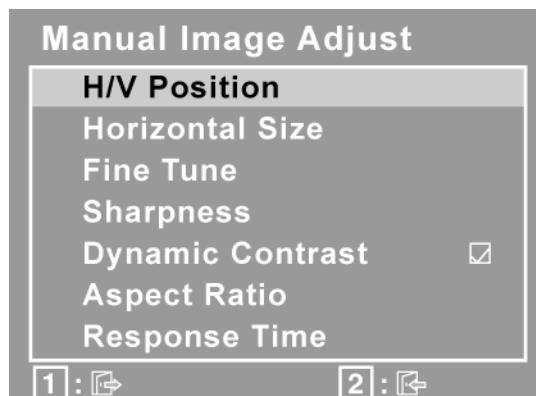 Manual Image Adjust
H/V Position
Horizontal Size
Fine Tune
Sharpness
Dynamic Contrast
Aspect Ratio
Response Time
1: 2: